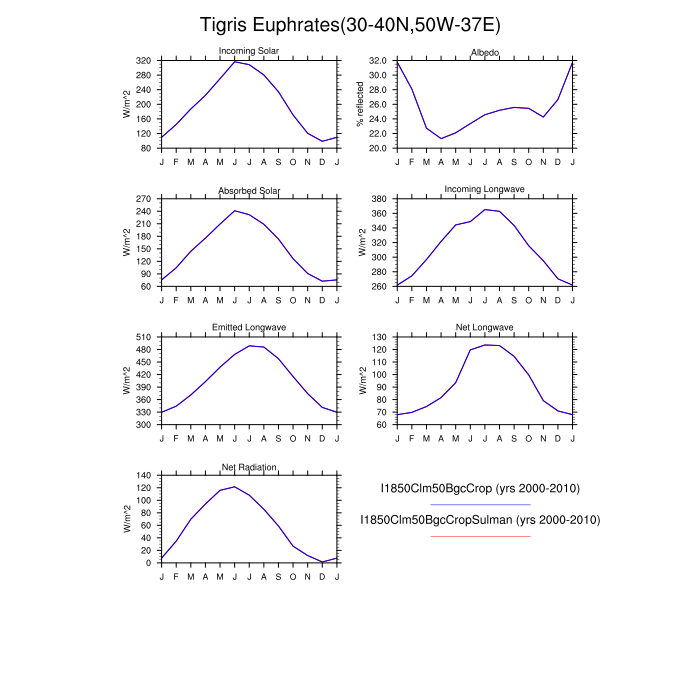 Tigris Euphrates(30-40N,50W-37E)
Incoming Solar
W/m^2
320
280
240
200
160
120
80
J F M A M J J A S O N D J
Albedo
% reflected
32.0
30.0
28.0
26.0
24.0
22.0
20.0
J F M A M J J A S O N D J
Absorbed Solar
W/m^2
270
240
210
180
150
120
90
60
J F M A M J J A S O N D J
Incoming Longwave
W/m^2
380
360
340
320
300
280
260
J F M A M J J A S O N D J
Emitted Longwave
W/m^2
510
480
450
420
390
360
330
300
J F M A M J J A S O N D J
Net Longwave
W/m^2
130
120
110
100
90
80
70
60
J F M A M J J A S O N D J
Net Radiation
W/m^2
140
120
100
80
60
40
20
0
J F M A M J J A S O N D J
I1850Clm50BgcCrop (yrs 2000-2010)
I1850Clm50BgcCropSulman (yrs 2000-2010)